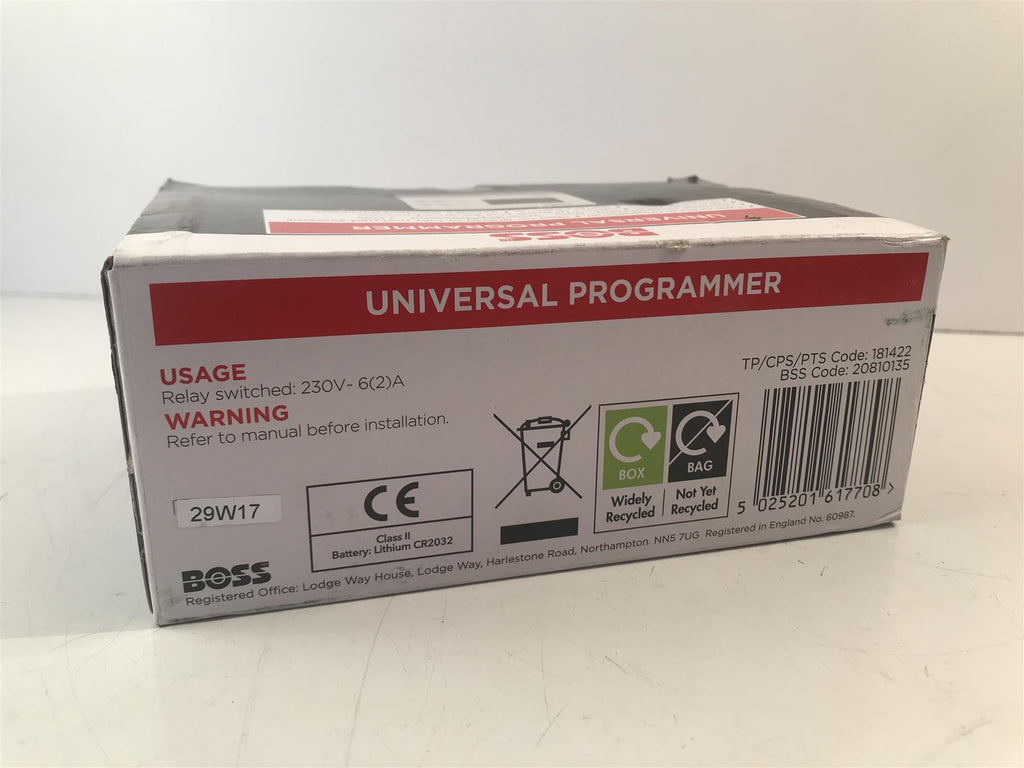 BOSS
UNIVERSAL PROGRAMMER
UNIVERSAL PROGRAMMER
USAGE
Relay switched: 230V~ 6(2)A
WARNING
Refer to manual before installation.
TP/CPS/PTS Code: 181422
BSS Code: 20810135
29W17
CE
Class II
Battery: Lithium CR2032
BOX
BAG
Widely
Recycled
Not Yet
Recycled
5 025201 617708 >
BOSS
Registered Office: Lodge Way House, Lodge Way, Harlestone Road, Northampton. NN5 7UG Registered in England No. 60987.